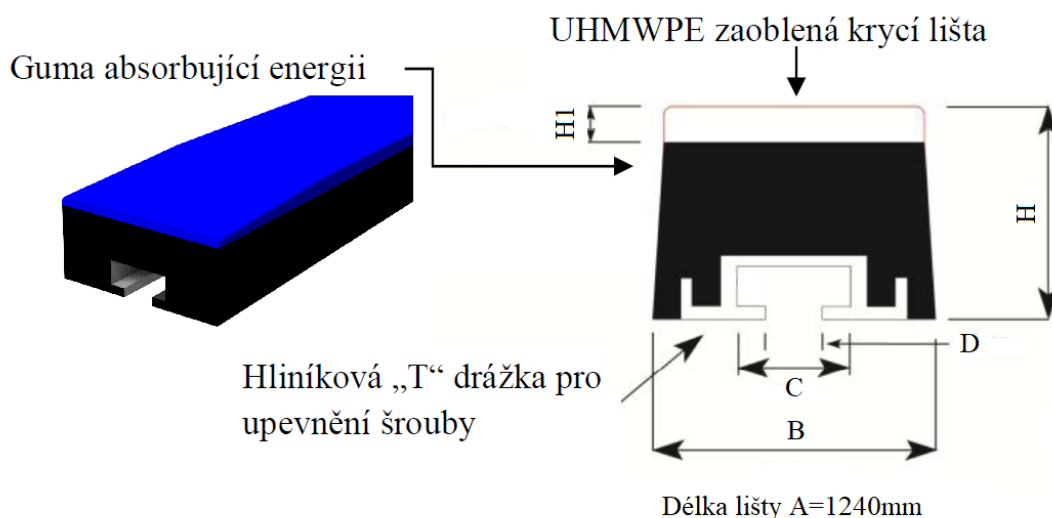 UHMWPE zaoblená krycí lišta
Guma absorbující energii
H1
H
D
Hliníková „T“ drážka pro
upevnění šrouby
C
B
Délka lišty A=1240mm